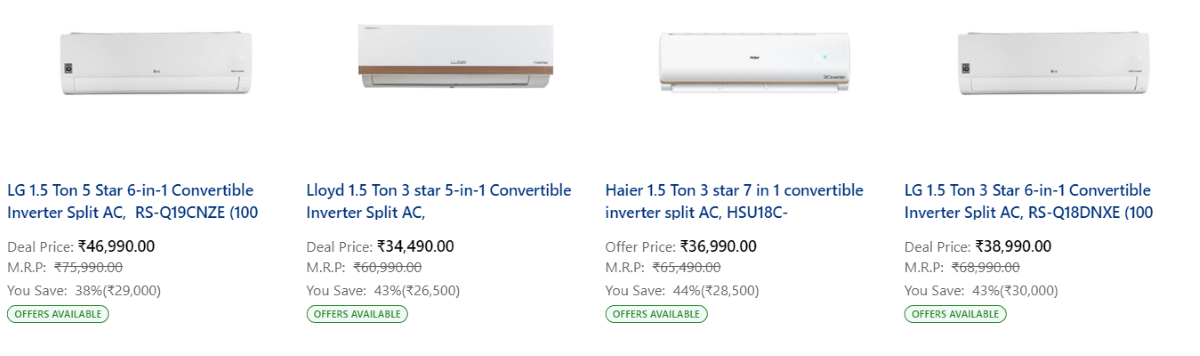 LG 1.5 Ton 5 Star 6-in-1 Convertible
Inverter Split AC, RS-Q19CNZE (100
Deal Price: ₹46,990.00
M.R.P: ₹75,990.00
You Save: 38%(₹29,000)
OFFERS AVAILABLE
Lloyd 1.5 Ton 3 star 5-in-1 Convertible
Inverter Split AC,
Deal Price: ₹34,490.00
M.R.P: ₹60,990.00
You Save: 43%(₹26,500)
OFFERS AVAILABLE
Haier 1.5 Ton 3 star 7 in 1 convertible
inverter split AC, HSU18C-
Offer Price: ₹36,990.00
M.R.P: ₹65,490.00
You Save: 44%(₹28,500)
OFFERS AVAILABLE
LG 1.5 Ton 3 Star 6-in-1 Convertible
Inverter Split AC, RS-Q18DNXE (100
Deal Price: ₹38,990.00
M.R.P: ₹68,990.00
You Save: 43%(₹30,000)
OFFERS AVAILABLE